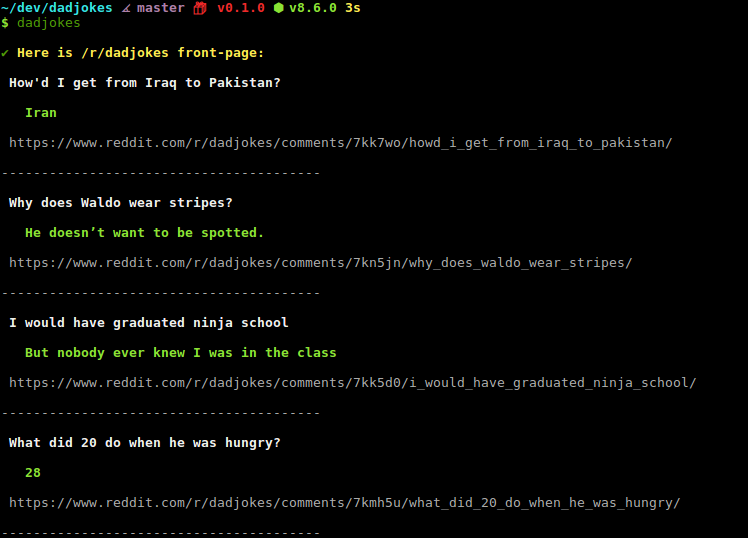 ~/dev/dadjokes master v0.1.0 v8.6.0 3s
$ dadjokes
✔ Here is /r/dadjokes front-page:
How'd I get from Iraq to Pakistan?
Iran
https://www.reddit.com/r/dadjokes/comments/7kk7wo/howd_i_get_from_iraq_to_pakistan/
----------------------------------------
Why does Waldo wear stripes?
He doesn’t want to be spotted.
https://www.reddit.com/r/dadjokes/comments/7kn5jn/why_does_waldo_wear_stripes/
----------------------------------------
I would have graduated ninja school
But nobody ever knew I was in the class
https://www.reddit.com/r/dadjokes/comments/7kk5d0/i_would_have_graduated_ninja_school/
----------------------------------------
What did 20 do when he was hungry?
28
https://www.reddit.com/r/dadjokes/comments/7kmh5u/what_did_20_do_when_he_was_hungry/
----------------------------------------